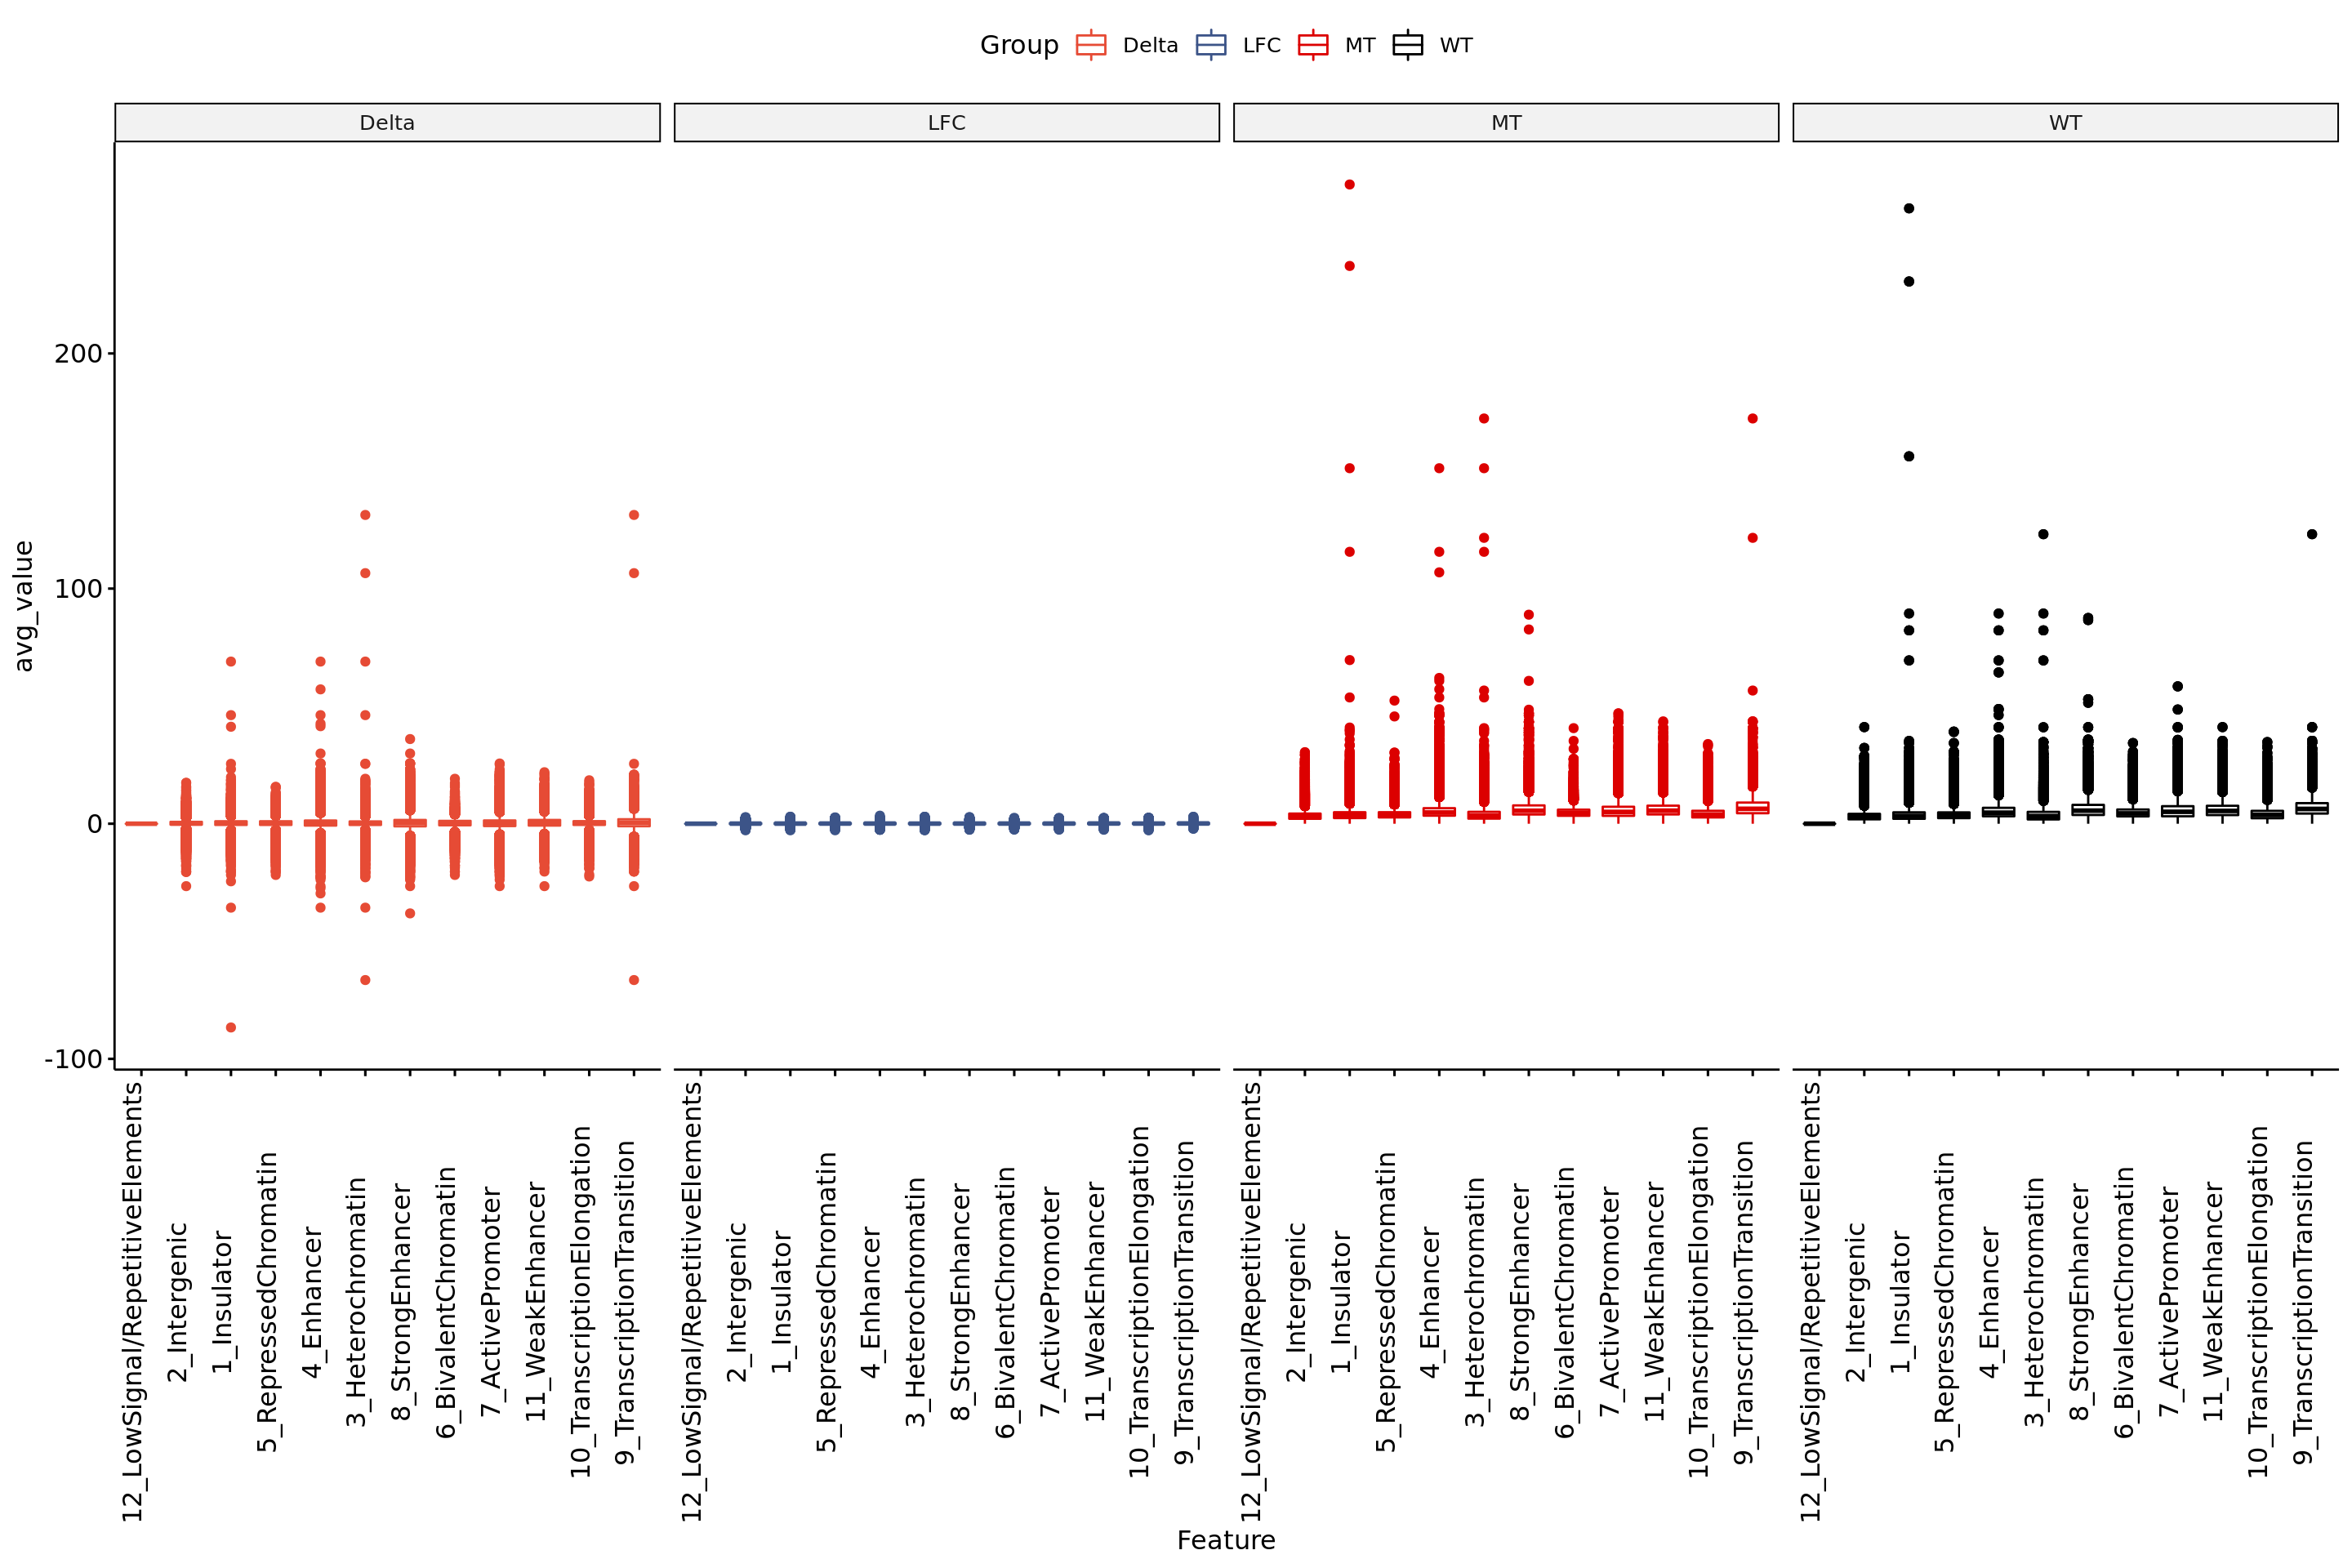 Group Delta LFC MT WT
Delta LFC MT WT
avg_value
200
100
0
-100
12_LowSignal/RepetitiveElements
2_Intergenic
1_Insulator
5_RepressedChromatin
4_Enhancer
3_Heterochromatin
8_StrongEnhancer
6_BivalentChromatin
7_ActivePromoter
11_WeakEnhancer
10_TranscriptionElongation
9_TranscriptionTransition
12_LowSignal/RepetitiveElements
2_Intergenic
1_Insulator
5_RepressedChromatin
4_Enhancer
3_Heterochromatin
8_StrongEnhancer
6_BivalentChromatin
7_ActivePromoter
11_WeakEnhancer
10_TranscriptionElongation
9_TranscriptionTransition
12_LowSignal/RepetitiveElements
2_Intergenic
1_Insulator
5_RepressedChromatin
4_Enhancer
3_Heterochromatin
8_StrongEnhancer
6_BivalentChromatin
7_ActivePromoter
11_WeakEnhancer
10_TranscriptionElongation
9_TranscriptionTransition
12_LowSignal/RepetitiveElements
2_Intergenic
1_Insulator
5_RepressedChromatin
4_Enhancer
3_Heterochromatin
8_StrongEnhancer
6_BivalentChromatin
7_ActivePromoter
11_WeakEnhancer
10_TranscriptionElongation
9_TranscriptionTransition
Feature